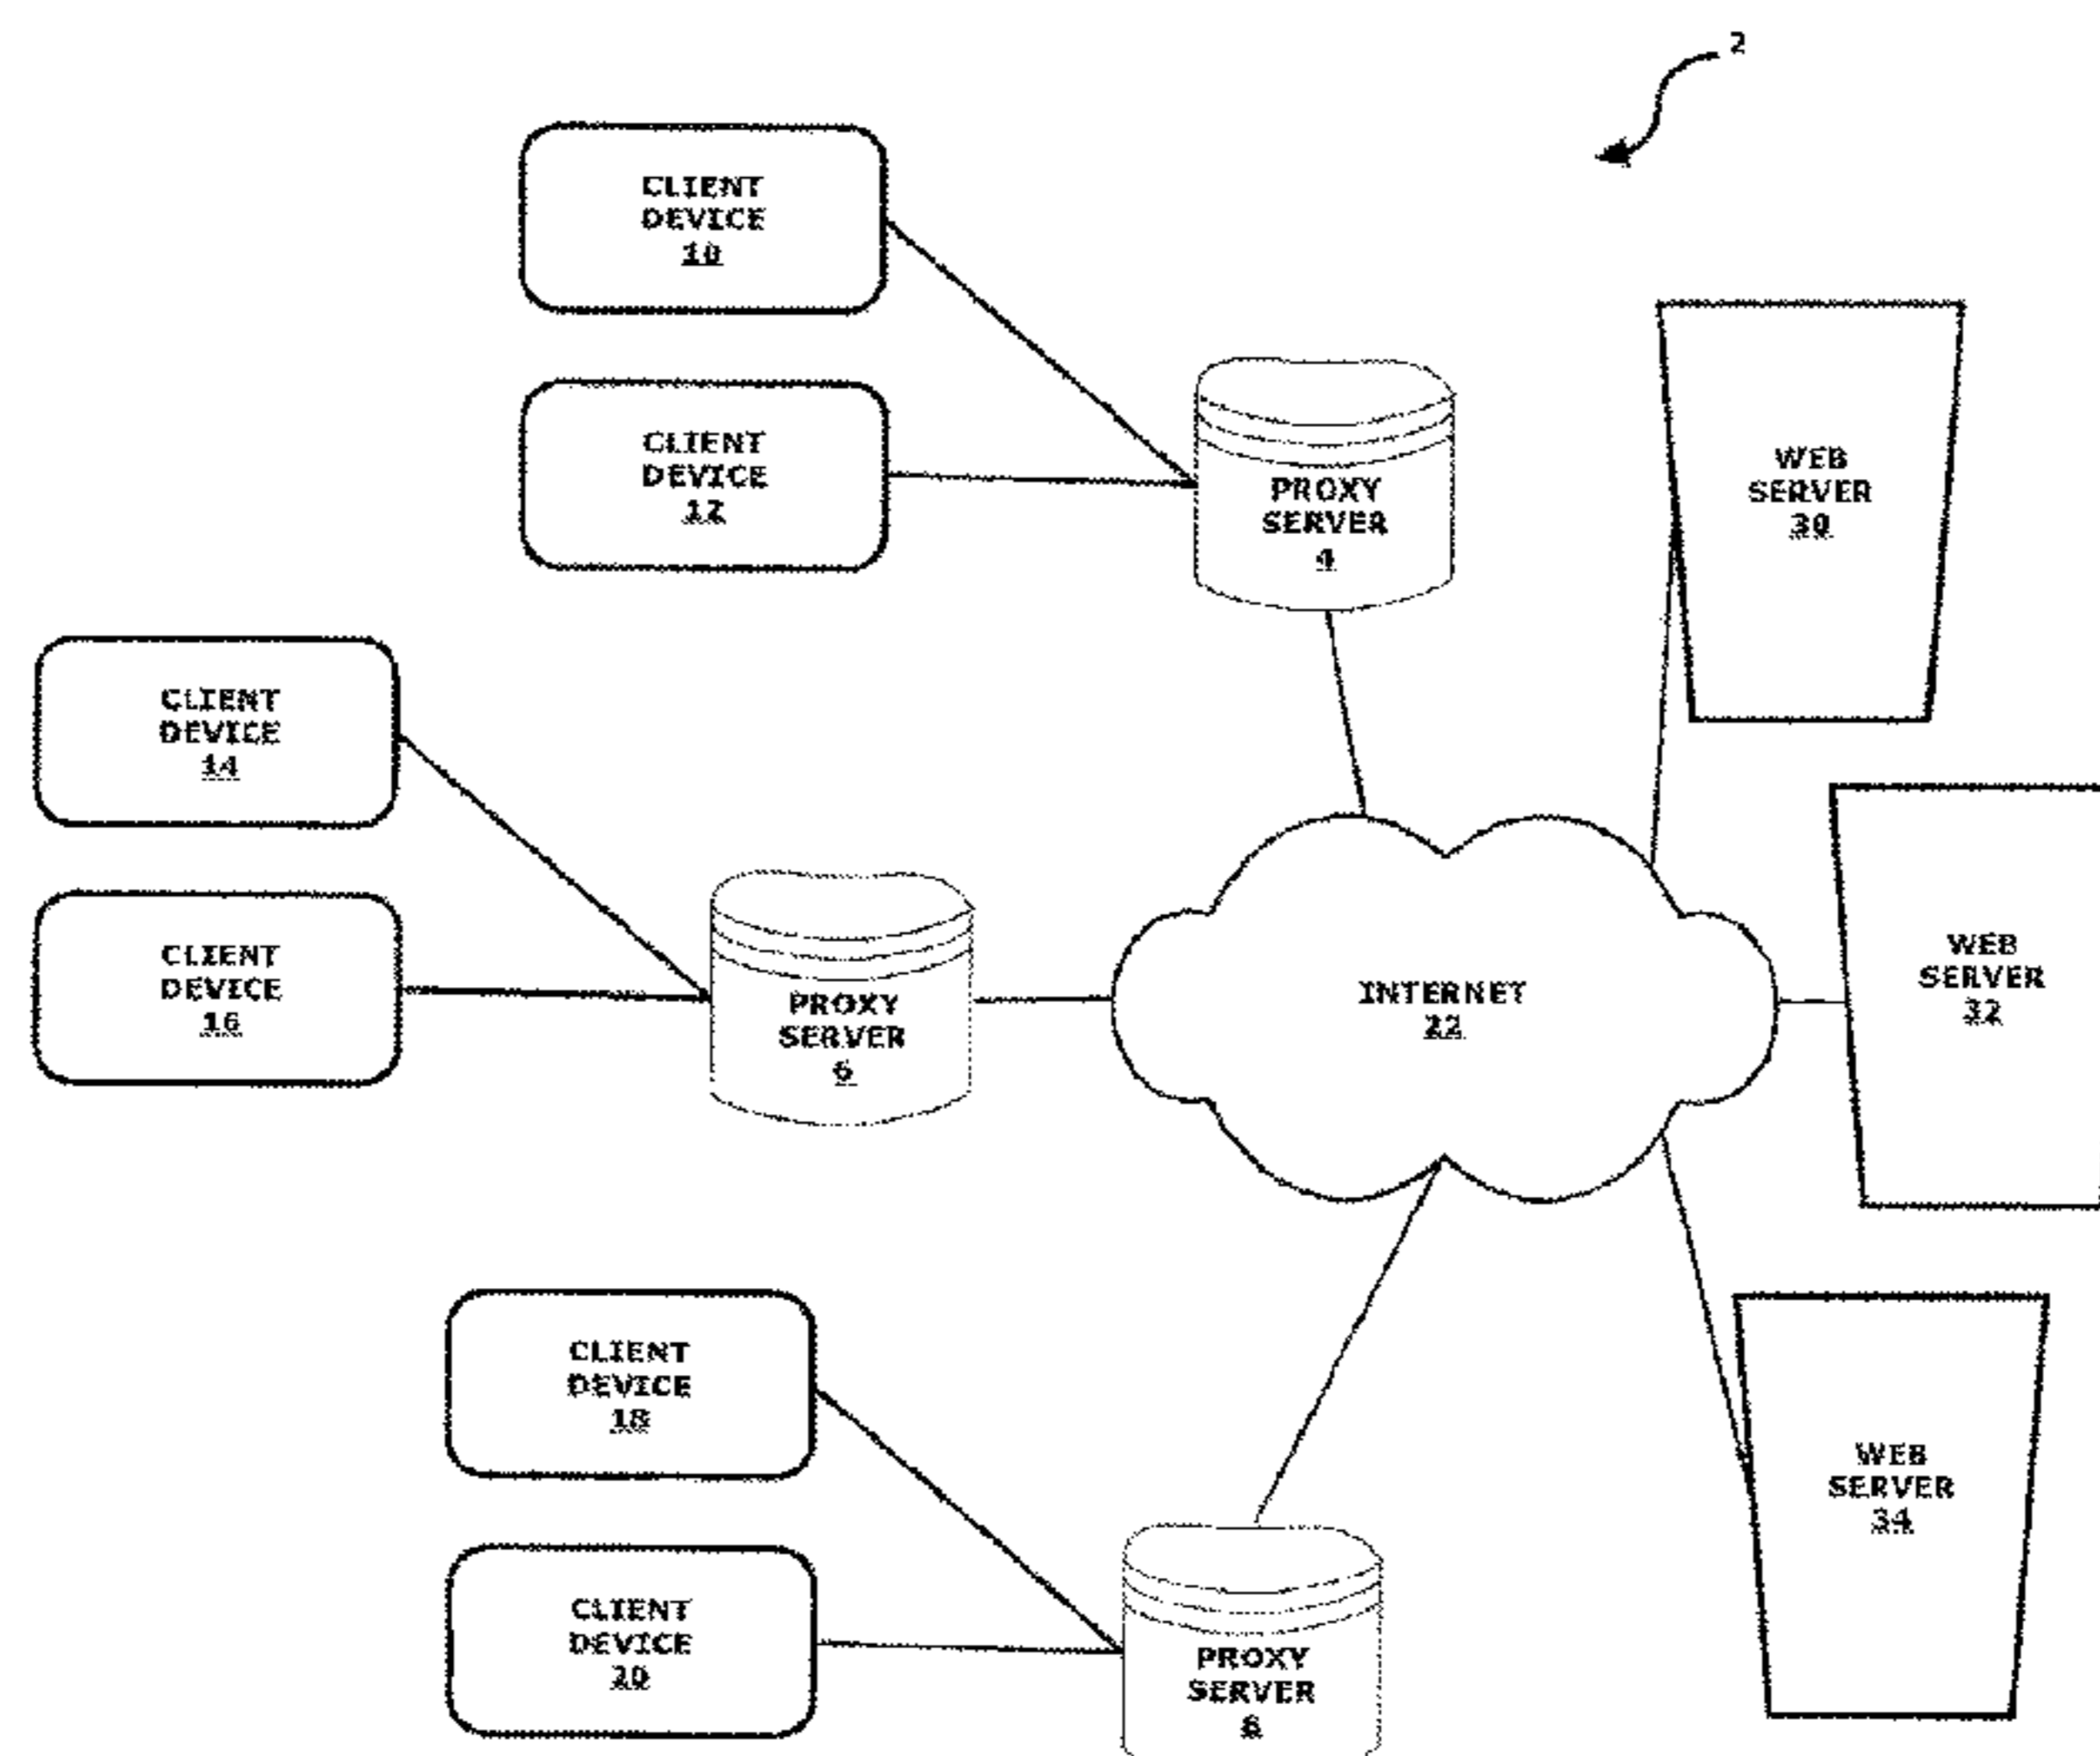 2
CLIENT
DEVICE
10
CLIENT
DEVICE
12
PROXY
SERVER
4
WEB
SERVER
30
CLIENT
DEVICE
14
CLIENT
DEVICE
16
PROXY
SERVER
6
INTERNET
22
WEB
SERVER
32
CLIENT
DEVICE
18
CLIENT
DEVICE
20
PROXY
SERVER
WEB
SERVER
34